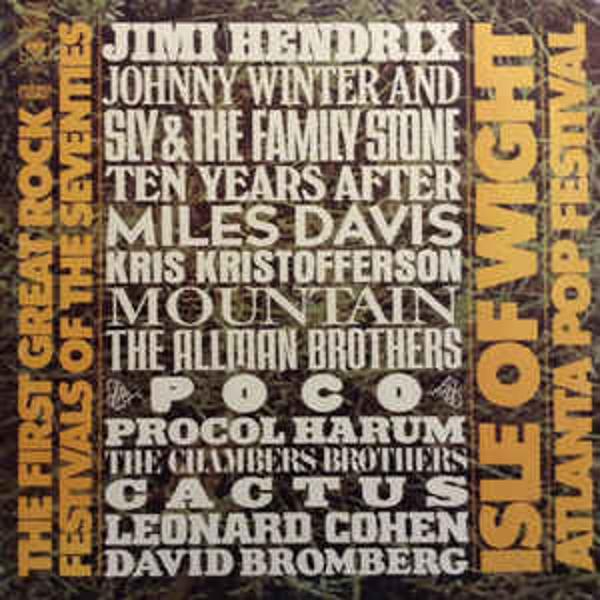 THE FIRST GREAT ROCK
FESTIVALS OF THE SEVENTIES
JIMI HENDRIX
JOHNNY WINTER AND
SLY & THE FAMILY STONE
TEN YEARS AFTER
MILES DAVIS
KRIS KRISTOFFERSON
MOUNTAIN
THE ALLMAN BROTHERS
POCO
PROCOL HARUM
THE CHAMBERS BROTHERS
CACTUS
LEONARD COHEN
DAVID BROMBERG
ISLE OF WIGHT
ATLANTA POP FESTIVAL